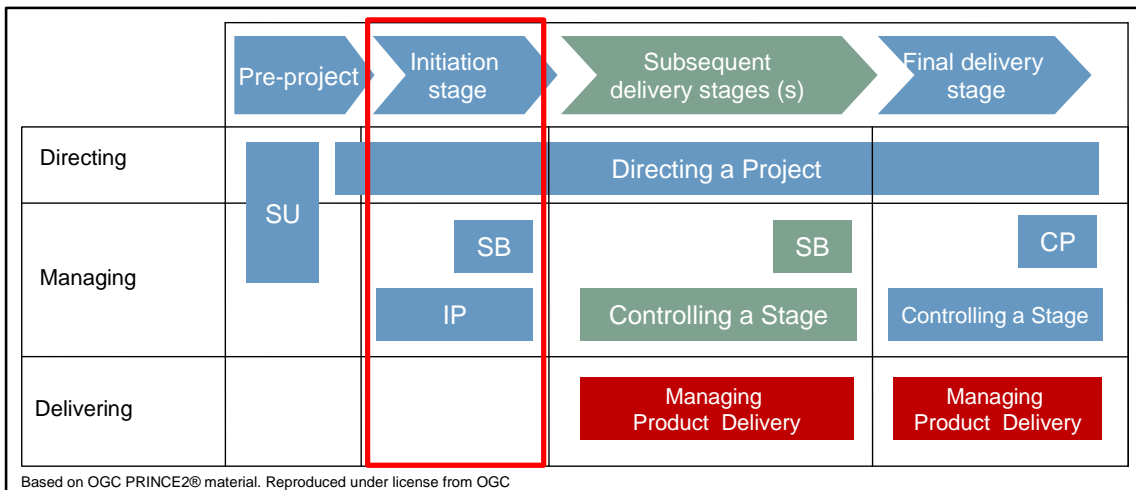 Pre-project
Initiation
stage
Subsequent
delivery stages (s)
Final delivery
stage
Directing
SU
Directing a Project
Managing
SB
SB
CP
IP
Controlling a Stage
Controlling a Stage
Delivering
Managing
Product Delivery
Managing
Product Delivery
Based on OGC PRINCE2® material. Reproduced under license from OGC